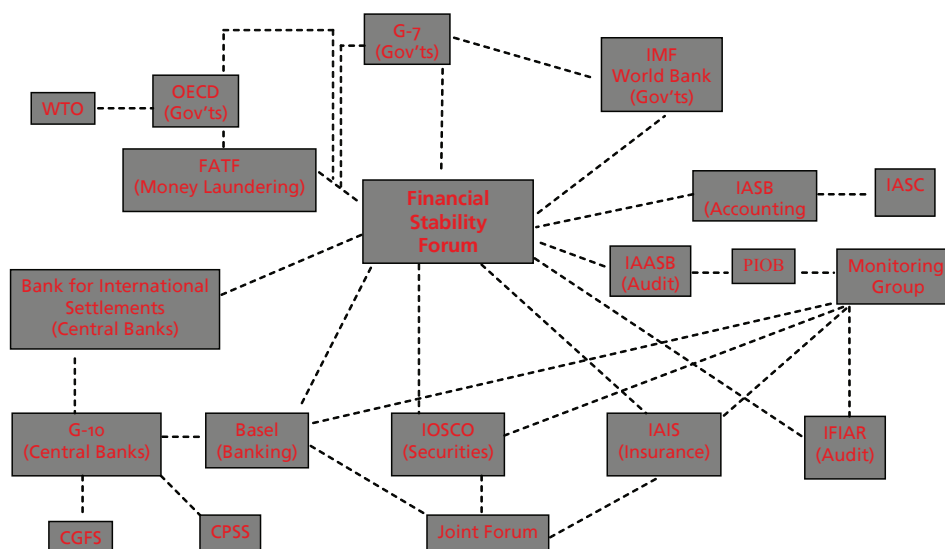 G-7
(Gov'ts)
IMF
World Bank
(Gov'ts)
OECD
(Gov'ts)
WTO
FATF
(Money Laundering)
Financial
Stability
Forum
IASB
(Accounting
IASC
IAASB
(Audit)
PIOB
Monitoring
Group
Bank for International
Settlements
(Central Banks)
G-10
(Central Banks)
Basel
(Banking)
IOSCO
(Securities)
IAIS
(Insurance)
IFIAR
(Audit)
CGFS
CPSS
Joint Forum